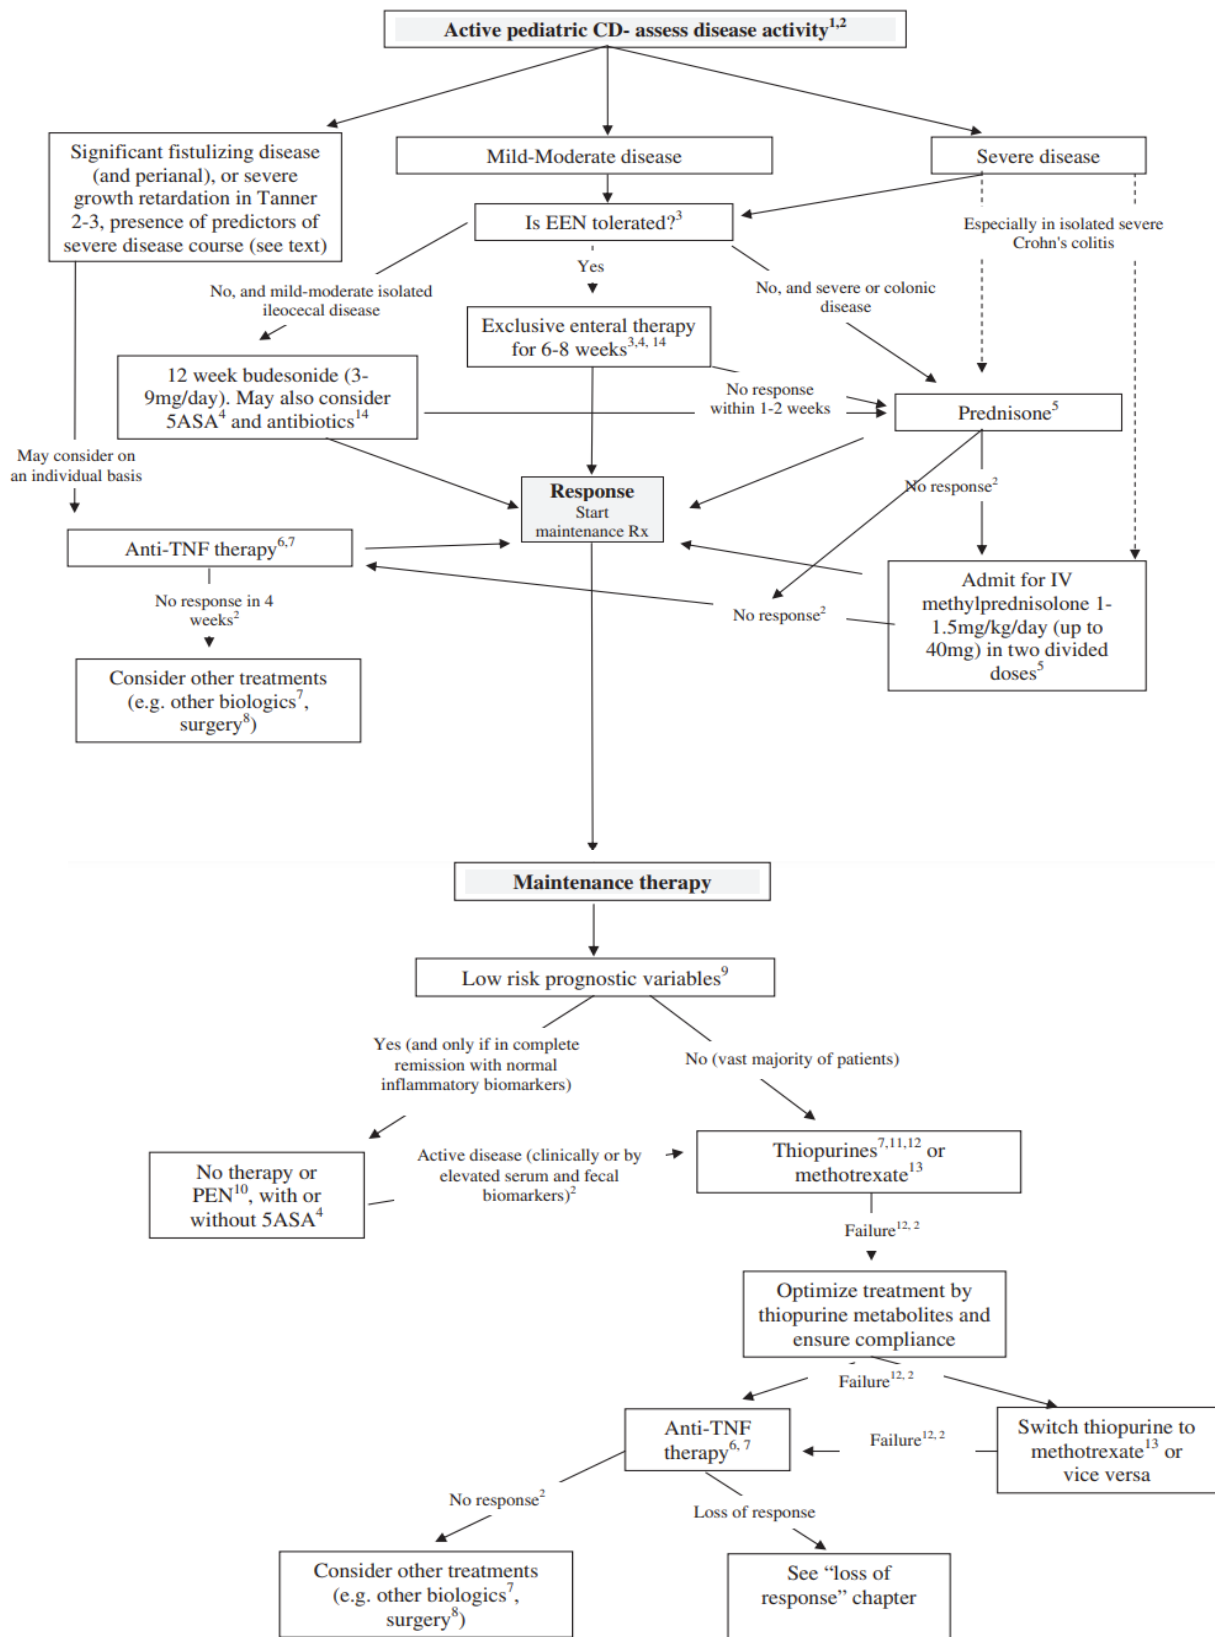 Active pediatric CD- assess disease activity1,2
Significant fistulizing disease
(and perianal), or severe
growth retardation in Tanner
2-3, presence of predictors of
severe disease course (see text)
Mild-Moderate disease
Severe disease
Is EEN tolerated?3
Especially in isolated severe
Crohn's colitis
Yes
No, and mild-moderate isolated
ileocecal disease
No, and severe or colonic
disease
Exclusive enteral therapy
for 6-8 weeks3,4, 14
12 week budesonide (3-
9mg/day). May also consider
5ASA4 and antibiotics14
No response
within 1-2 weeks
Prednisone5
May consider on
an individual basis
Response
Start
maintenance Rx
No response2
Anti-TNF therapy6,7
No response in 4
weeks2
No response2
Admit for IV
methylprednisolone 1-
1.5mg/kg/day (up to
40mg) in two divided
doses5
Consider other treatments
(e.g. other biologics7,
surgery8)
Maintenance therapy
Low risk prognostic variables9
Yes (and only if in complete
remission with normal
inflammatory biomarkers)
No (vast majority of patients)
No therapy or
PEN10, with or
without 5ASA4
Active disease (clinically or by
elevated serum and fecal
biomarkers)2
Thiopurines7,11,12 or
methotrexate13
Failure12, 2
Optimize treatment by
thiopurine metabolites and
ensure compliance
Failure12, 2
Anti-TNF
therapy6, 7
Failure12, 2
Switch thiopurine to
methotrexate13 or
vice versa
No response2
Loss of response
Consider other treatments
(e.g. other biologics7,
surgery8)
See “loss of
response” chapter